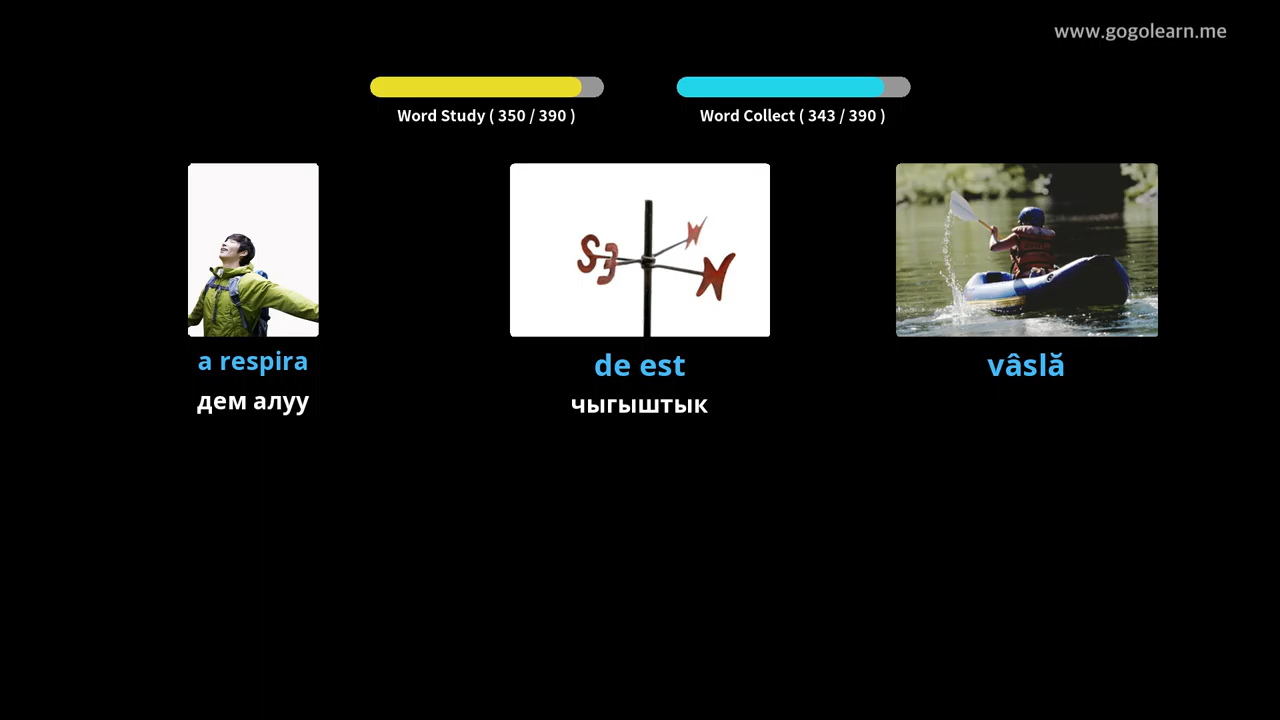 www.gogolearn.me
Word Study ( 350 / 390 )
Word Collect ( 343 / 390 )
S
E
W
N
a respira
de est
vâslă
дем алуу
чыгыштык